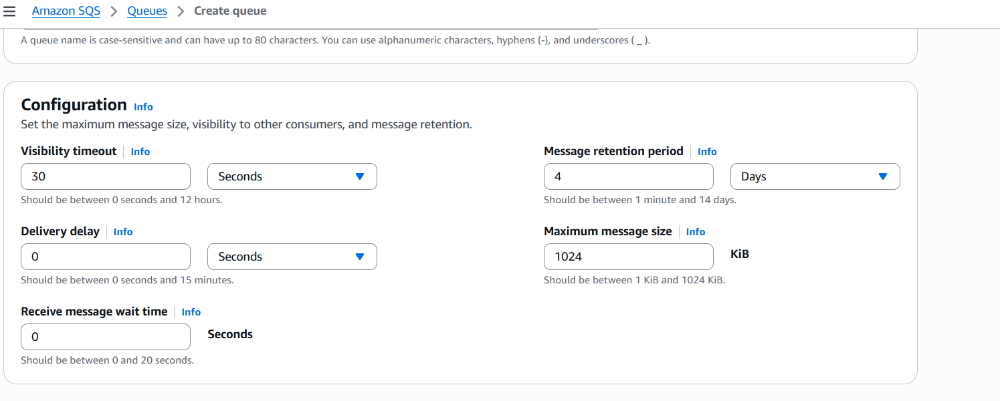 Amazon SQS > Queues > Create queue
A queue name is case-sensitive and can have up to 80 characters. You can use alphanumeric characters, hyphens (-), and underscores ( _ ).
Configuration Info
Set the maximum message size, visibility to other consumers, and message retention.
Visibility timeout Info
30 Seconds
Should be between 0 seconds and 12 hours.
Message retention period Info
4 Days
Should be between 1 minute and 14 days.
Delivery delay Info
0 Seconds
Should be between 0 seconds and 15 minutes.
Maximum message size Info
1024 KiB
Should be between 1 KiB and 1024 KiB.
Receive message wait time Info
0 Seconds
Should be between 0 and 20 seconds.